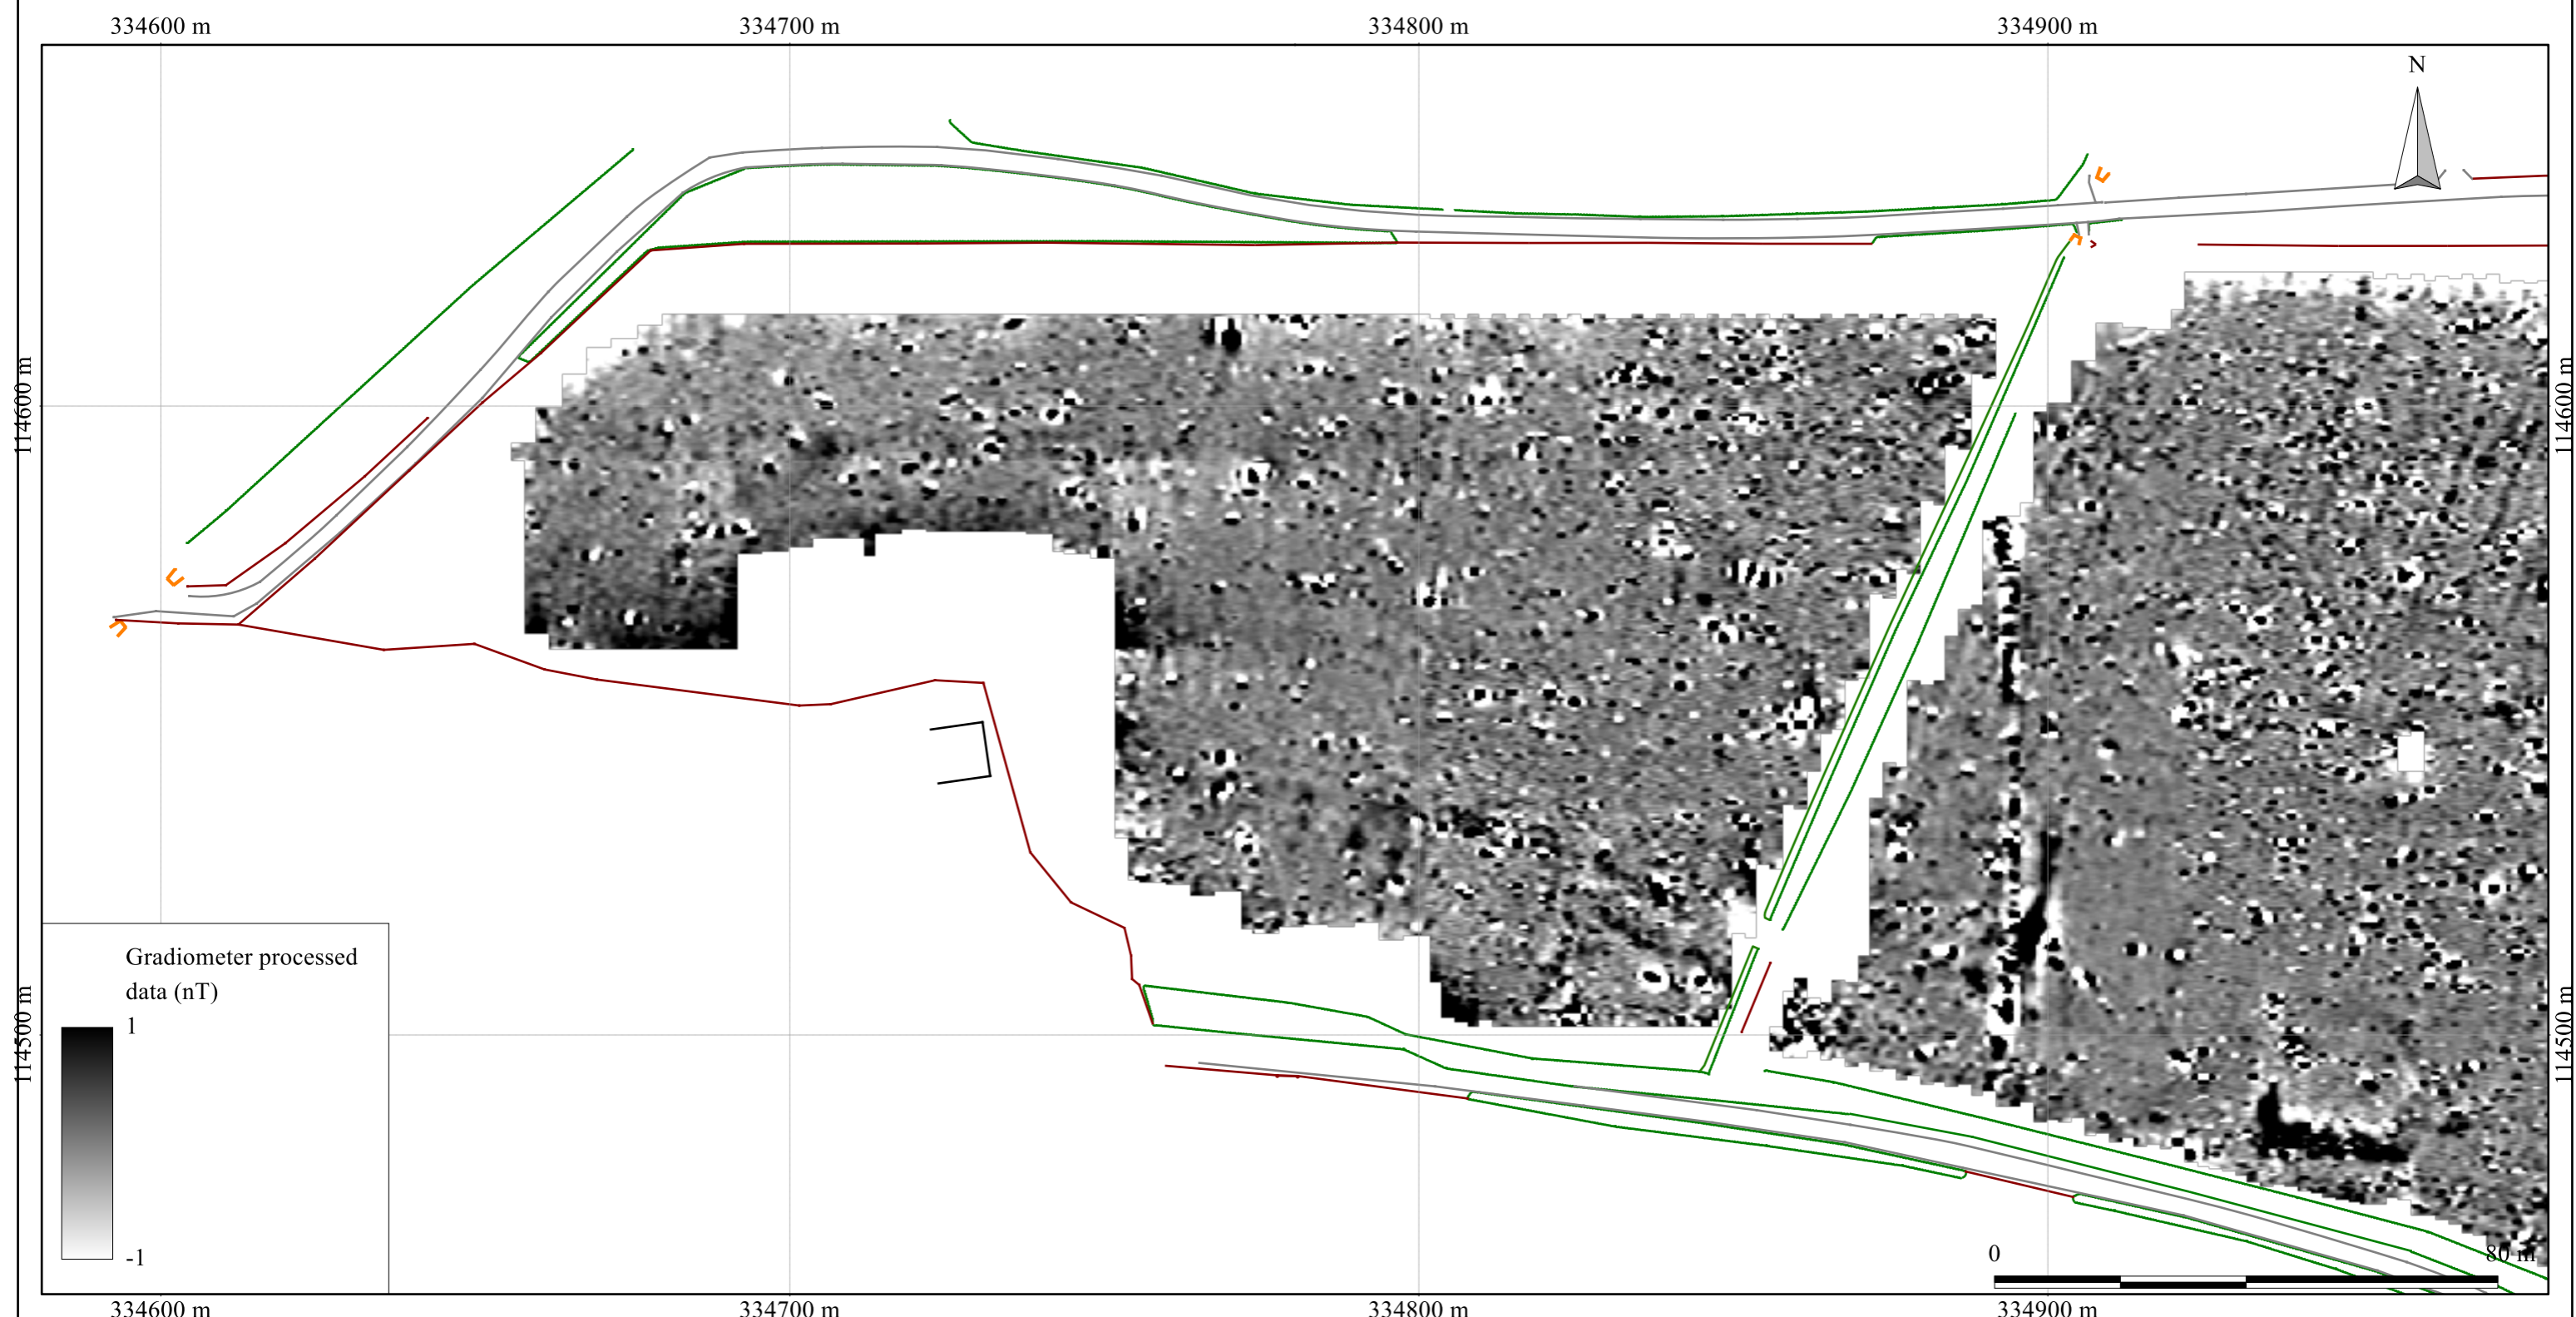 334600 m 334700 m 334800 m 334900 m
N
114600 m 114600 m
Gradiometer processed
data (nT)
1
-1
114500 m 114500 m
0 80 m
334600 m 334700 m 334800 m 334900 m